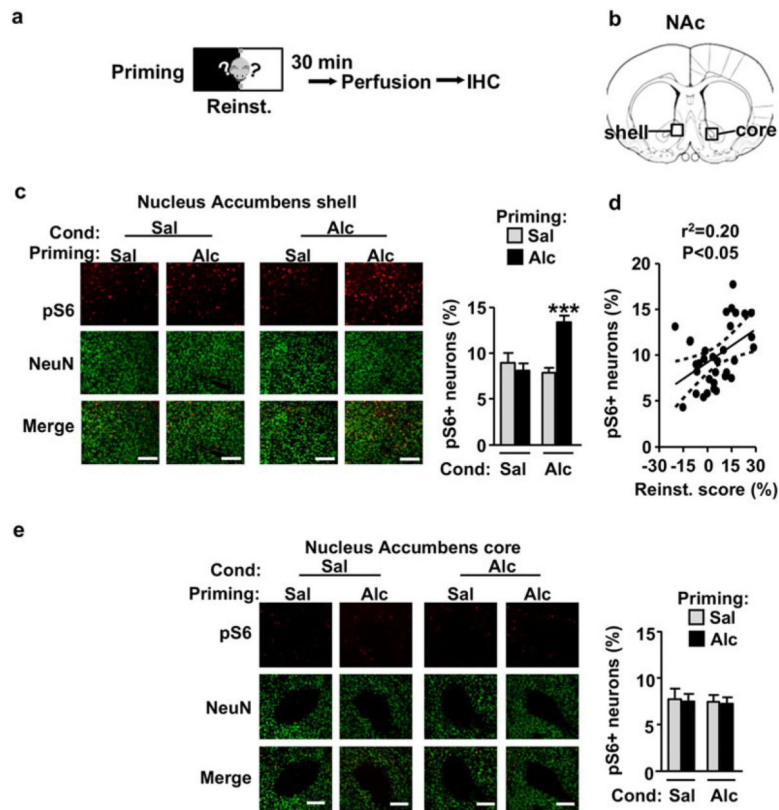 a
Priming
? ?
30 min
Perfusion
IHC
Reinst.
b
NAc
shell
core
c
Nucleus Accumbens shell
Cond: Sal Alc
Priming: Sal Alc Sal Alc
pS6
NeuN
Merge
Priming:
Sal
Alc
pS6+ neurons (%)
15
10
5
0
***
Cond: Sal Alc
d
r²=0.20
P<0.05
pS6+ neurons (%)
20
15
10
5
0
-30 -15 0 15 30
Reinst. score (%)
e
Nucleus Accumbens core
Cond: Sal Alc
Priming: Sal Alc Sal Alc
pS6
NeuN
Merge
Priming:
Sal
Alc
pS6+ neurons (%)
15
10
5
0
Cond: Sal Alc